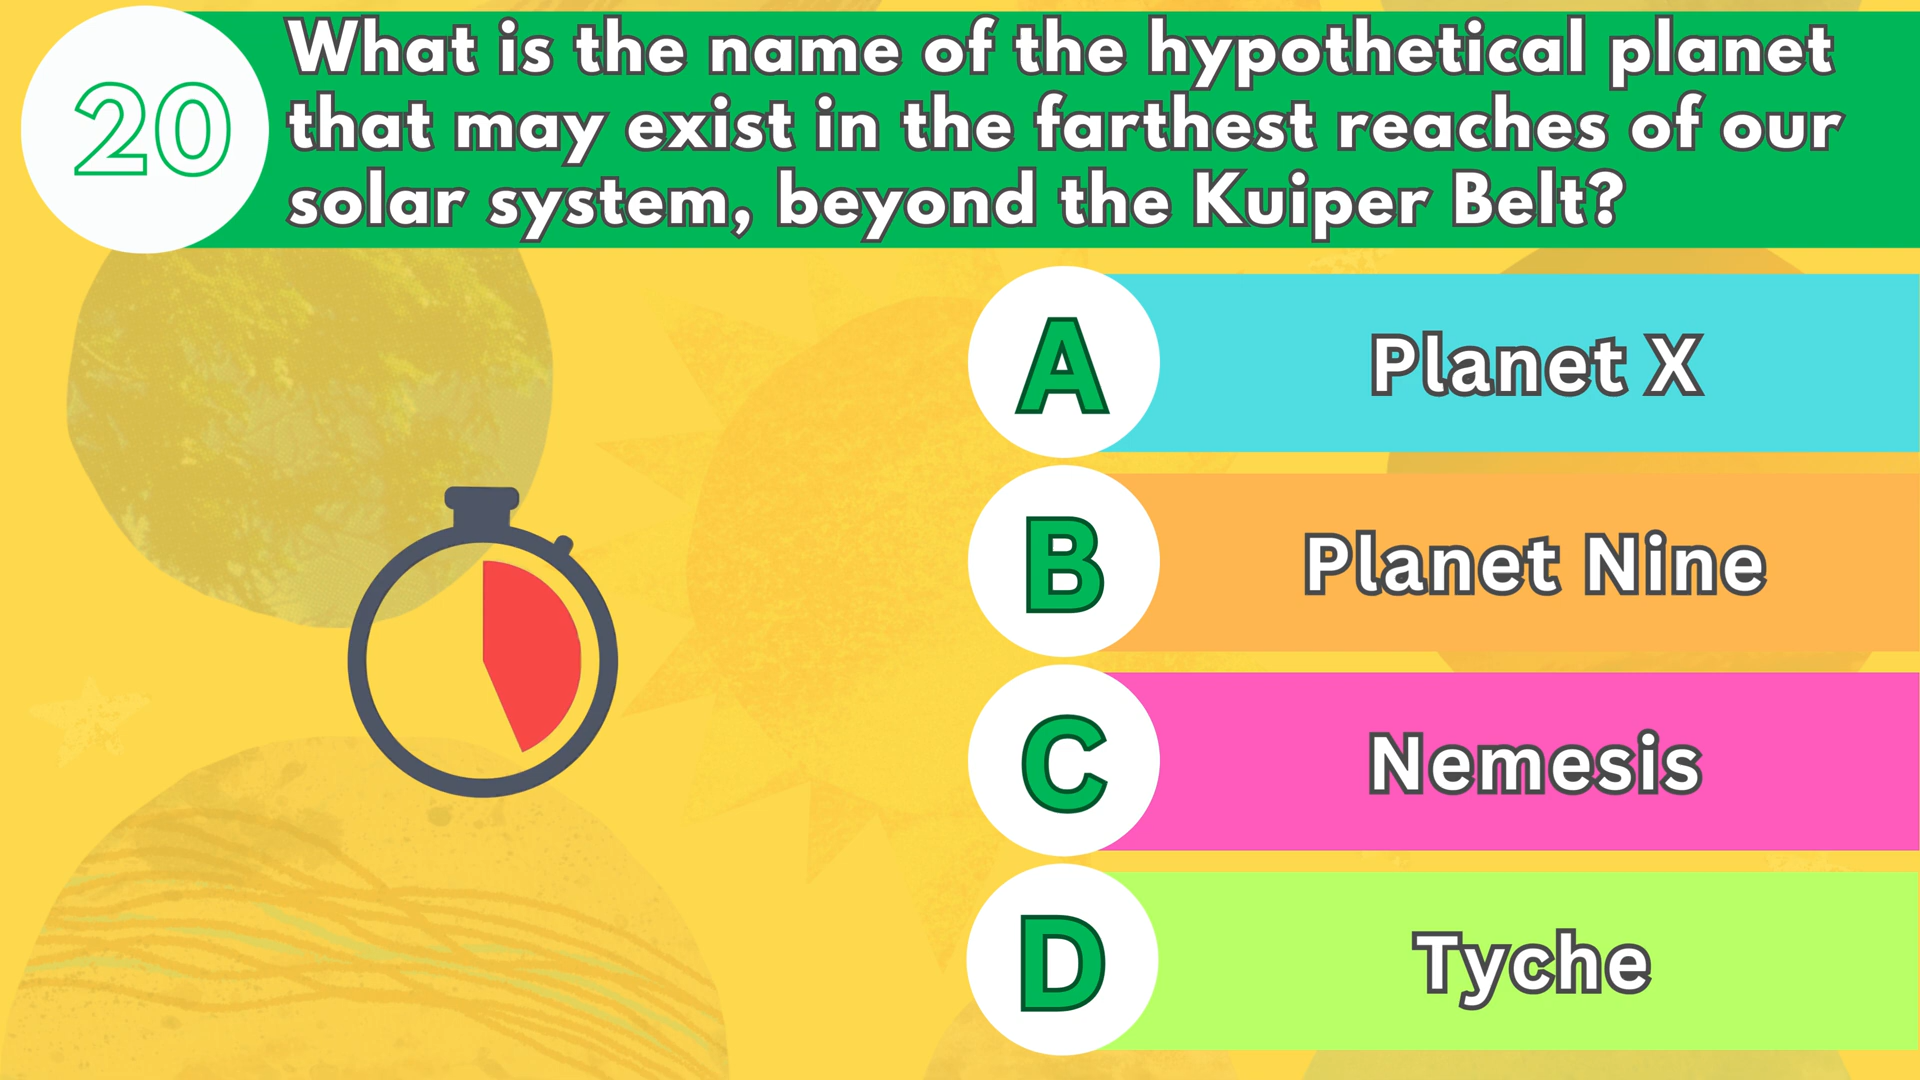 20
What is the name of the hypothetical planet
that may exist in the farthest reaches of our
solar system, beyond the Kuiper Belt?
A Planet X
B Planet Nine
C Nemesis
D Tyche